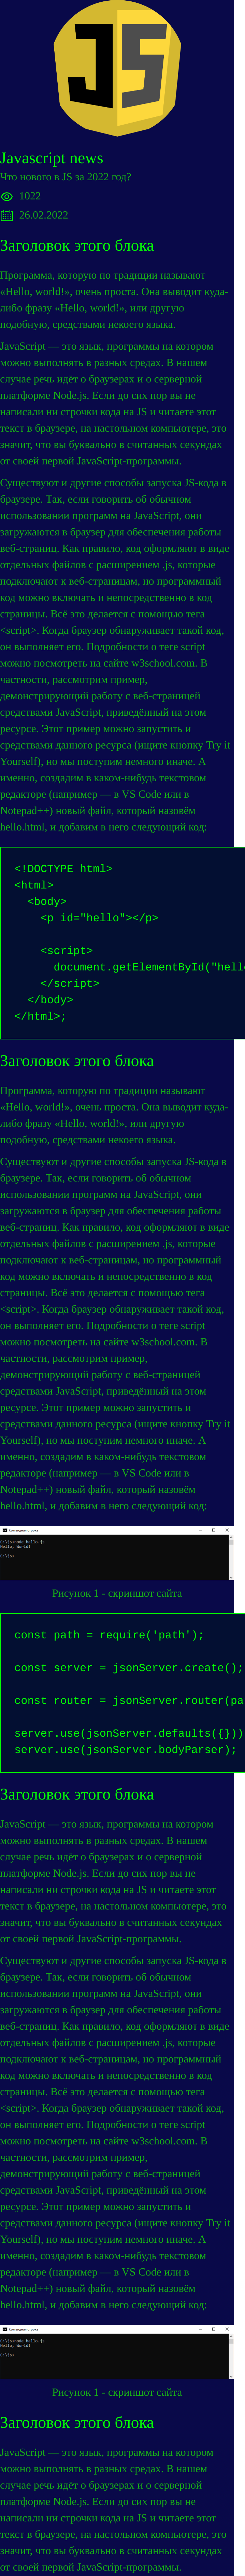 JS
Javascript news
Что нового в JS за 2022 год?
1022
26.02.2022
Заголовок этого блока
Программа, которую по традиции называют
«Hello, world!», очень проста. Она выводит куда-
либо фразу «Hello, world!», или другую
подобную, средствами некоего языка.
JavaScript — это язык, программы на котором
можно выполнять в разных средах. В нашем
случае речь идёт о браузерах и о серверной
платформе Node.js. Если до сих пор вы не
написали ни строчки кода на JS и читаете этот
текст в браузере, на настольном компьютере, это
значит, что вы буквально в считанных секундах
от своей первой JavaScript-программы.
Существуют и другие способы запуска JS-кода в
браузере. Так, если говорить об обычном
использовании программ на JavaScript, они
загружаются в браузер для обеспечения работы
веб-страниц. Как правило, код оформляют в виде
отдельных файлов с расширением .js, которые
подключают к веб-страницам, но программный
код можно включать и непосредственно в код
страницы. Всё это делается с помощью тега
<script>. Когда браузер обнаруживает такой код,
он выполняет его. Подробности о теге script
можно посмотреть на сайте w3school.com. В
частности, рассмотрим пример,
демонстрирующий работу с веб-страницей
средствами JavaScript, приведённый на этом
ресурсе. Этот пример можно запустить и
средствами данного ресурса (ищите кнопку Try it
Yourself), но мы поступим немного иначе. А
именно, создадим в каком-нибудь текстовом
редакторе (например — в VS Code или в
Notepad++) новый файл, который назовём
hello.html, и добавим в него следующий код:
<!DOCTYPE html>
<html>
<body>
<p id="hello"></p>
<script>
document.getElementById("hell
</script>
</body>
</html>;
Заголовок этого блока
Программа, которую по традиции называют
«Hello, world!», очень проста. Она выводит куда-
либо фразу «Hello, world!», или другую
подобную, средствами некоего языка.
Существуют и другие способы запуска JS-кода в
браузере. Так, если говорить об обычном
использовании программ на JavaScript, они
загружаются в браузер для обеспечения работы
веб-страниц. Как правило, код оформляют в виде
отдельных файлов с расширением .js, которые
подключают к веб-страницам, но программный
код можно включать и непосредственно в код
страницы. Всё это делается с помощью тега
<script>. Когда браузер обнаруживает такой код,
он выполняет его. Подробности о теге script
можно посмотреть на сайте w3school.com. В
частности, рассмотрим пример,
демонстрирующий работу с веб-страницей
средствами JavaScript, приведённый на этом
ресурсе. Этот пример можно запустить и
средствами данного ресурса (ищите кнопку Try it
Yourself), но мы поступим немного иначе. А
именно, создадим в каком-нибудь текстовом
редакторе (например — в VS Code или в
Notepad++) новый файл, который назовём
hello.html, и добавим в него следующий код:
Командная строка
C:\js>node hello.js
Hello, World!
C:\js>
Рисунок 1 - скриншот сайта
const path = require('path');
const server = jsonServer.create();
const router = jsonServer.router(pa
server.use(jsonServer.defaults({}))
server.use(jsonServer.bodyParser);
Заголовок этого блока
JavaScript — это язык, программы на котором
можно выполнять в разных средах. В нашем
случае речь идёт о браузерах и о серверной
платформе Node.js. Если до сих пор вы не
написали ни строчки кода на JS и читаете этот
текст в браузере, на настольном компьютере, это
значит, что вы буквально в считанных секундах
от своей первой JavaScript-программы.
Существуют и другие способы запуска JS-кода в
браузере. Так, если говорить об обычном
использовании программ на JavaScript, они
загружаются в браузер для обеспечения работы
веб-страниц. Как правило, код оформляют в виде
отдельных файлов с расширением .js, которые
подключают к веб-страницам, но программный
код можно включать и непосредственно в код
страницы. Всё это делается с помощью тега
<script>. Когда браузер обнаруживает такой код,
он выполняет его. Подробности о теге script
можно посмотреть на сайте w3school.com. В
частности, рассмотрим пример,
демонстрирующий работу с веб-страницей
средствами JavaScript, приведённый на этом
ресурсе. Этот пример можно запустить и
средствами данного ресурса (ищите кнопку Try it
Yourself), но мы поступим немного иначе. А
именно, создадим в каком-нибудь текстовом
редакторе (например — в VS Code или в
Notepad++) новый файл, который назовём
hello.html, и добавим в него следующий код:
Командная строка
C:\js>node hello.js
Hello, World!
C:\js>
Рисунок 1 - скриншот сайта
Заголовок этого блока
JavaScript — это язык, программы на котором
можно выполнять в разных средах. В нашем
случае речь идёт о браузерах и о серверной
платформе Node.js. Если до сих пор вы не
написали ни строчки кода на JS и читаете этот
текст в браузере, на настольном компьютере, это
значит, что вы буквально в считанных секундах
от своей первой JavaScript-программы.